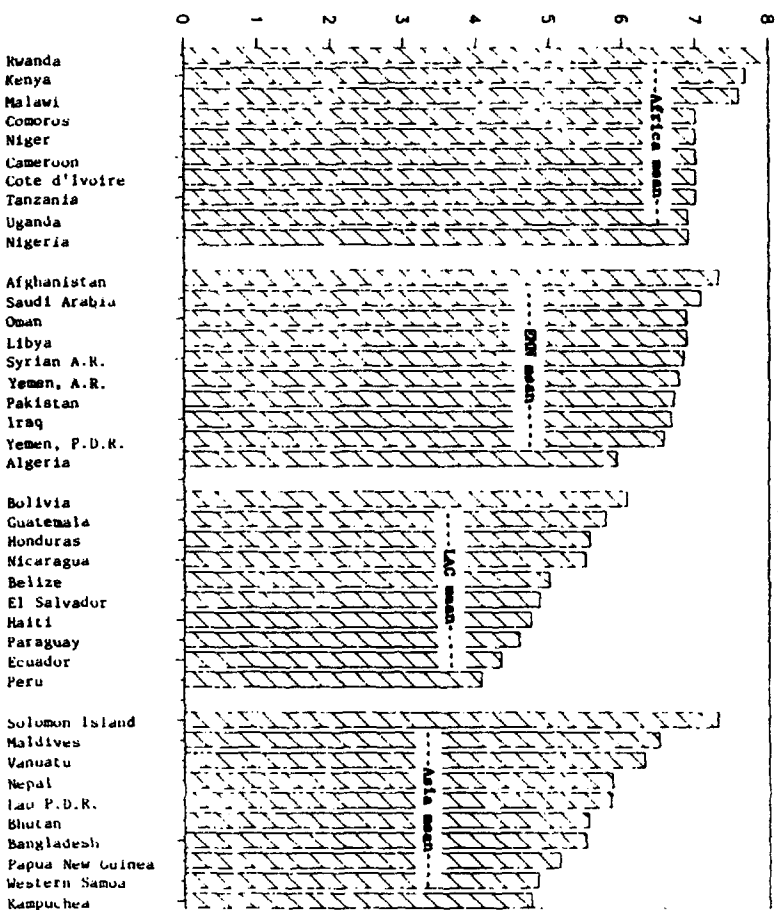 0 1 2 3 4 5 6 7 8
Rwanda
Kenya
Malawi
Comoros
Niger
Cameroon
Cote d'Ivoire
Tanzania
Uganda
Nigeria
Africa mean
Afghanistan
Saudi Arabia
Oman
Libya
Syrian A.R.
Yemen, A.R.
Pakistan
Iraq
Yemen, P.D.R.
Algeria
mean
Bolivia
Guatemala
Honduras
Nicaragua
Belize
El Salvador
Haiti
Paraguay
Ecuador
Peru
LAC mean
Solomon Island
Maldives
Vanuatu
Nepal
Lao P.D.R.
Bhutan
Bangladesh
Papua New Guinea
Western Samoa
Kampuchea
Asia mean